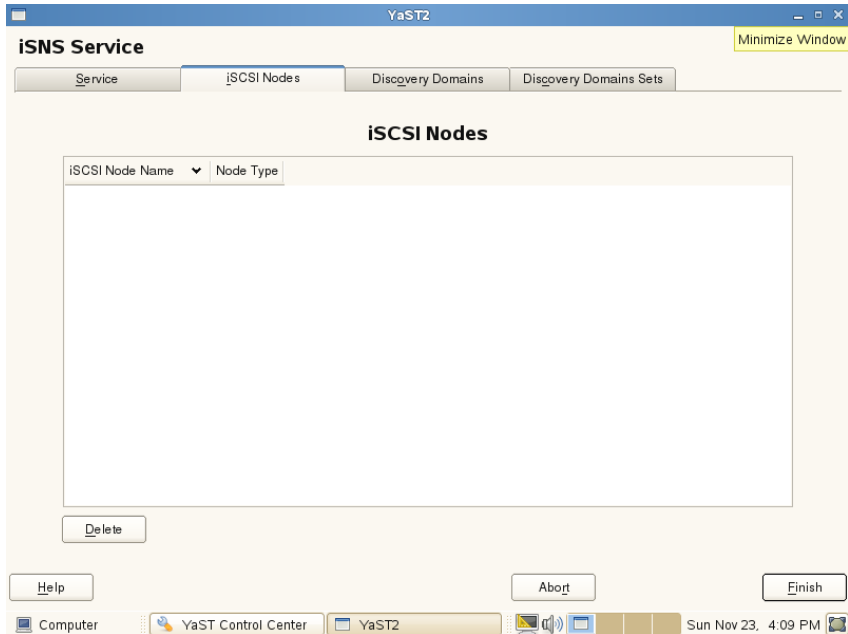 YaST2
iSNS Service
Minimize Window
Service
iSCSI Nodes
Discovery Domains
Discovery Domains Sets
iSCSI Nodes
iSCSI Node Name
Node Type
Delete
Help
Abort
Finish
Computer
YaST Control Center
YaST2
Sun Nov 23, 4:09 PM